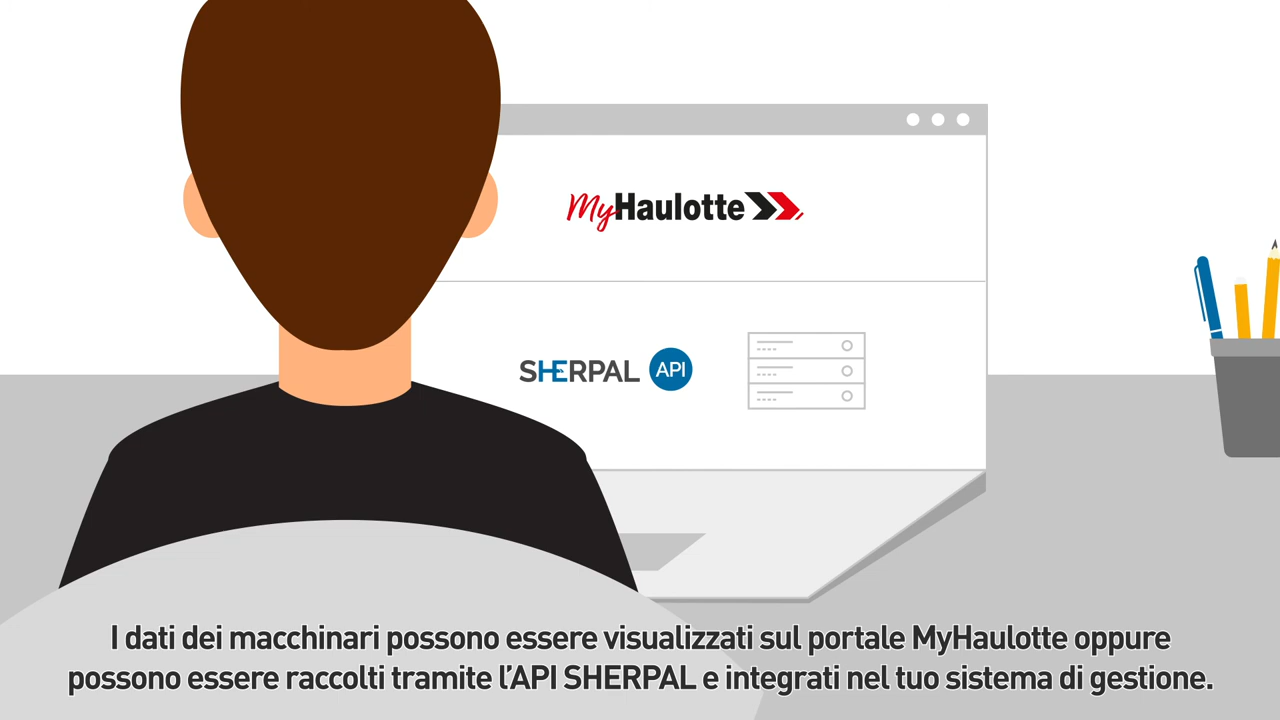 MyHaulotte
SHERPAL API
I dati dei macchinari possono essere visualizzati sul portale MyHaulotte oppure
possono essere raccolti tramite l’API SHERPAL e integrati nel tuo sistema di gestione.